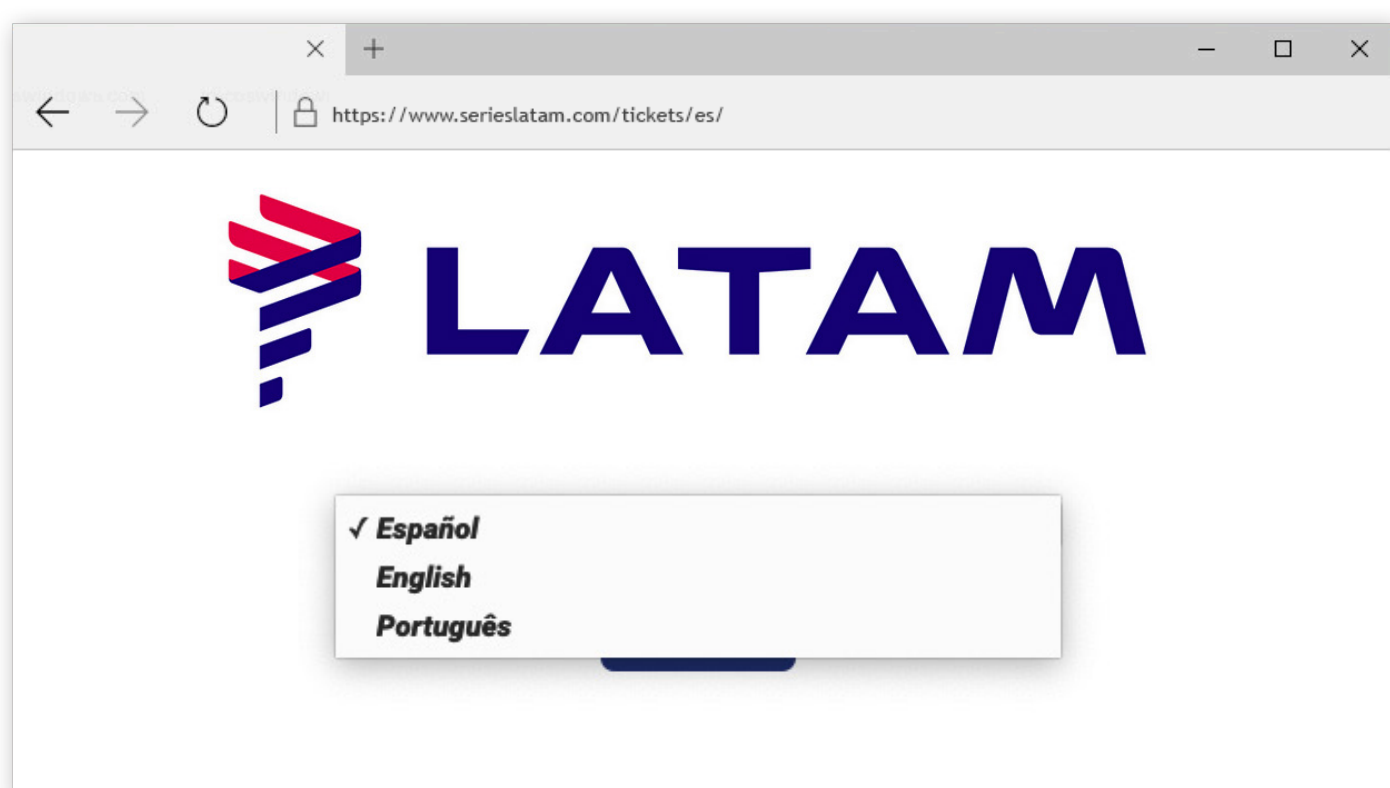 https://www.serieslatam.com/tickets/es/
LATAM
✓ Español
English
Português